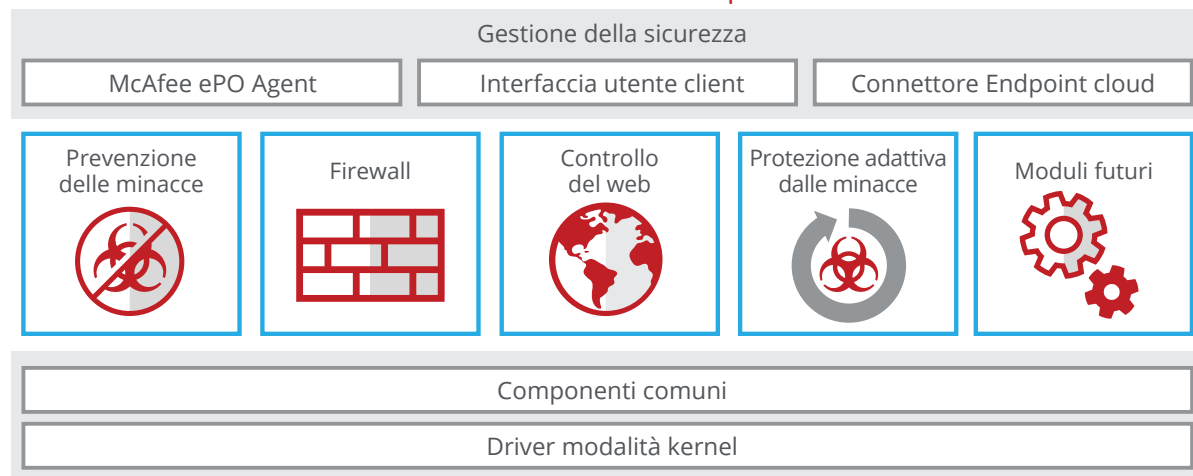 Gestione della sicurezza
McAfee ePO Agent
Interfaccia utente client
Connettore Endpoint cloud
Prevenzione
delle minacce
Firewall
Controllo
del web
Protezione adattiva
dalle minacce
Moduli futuri
Componenti comuni
Driver modalità kernel